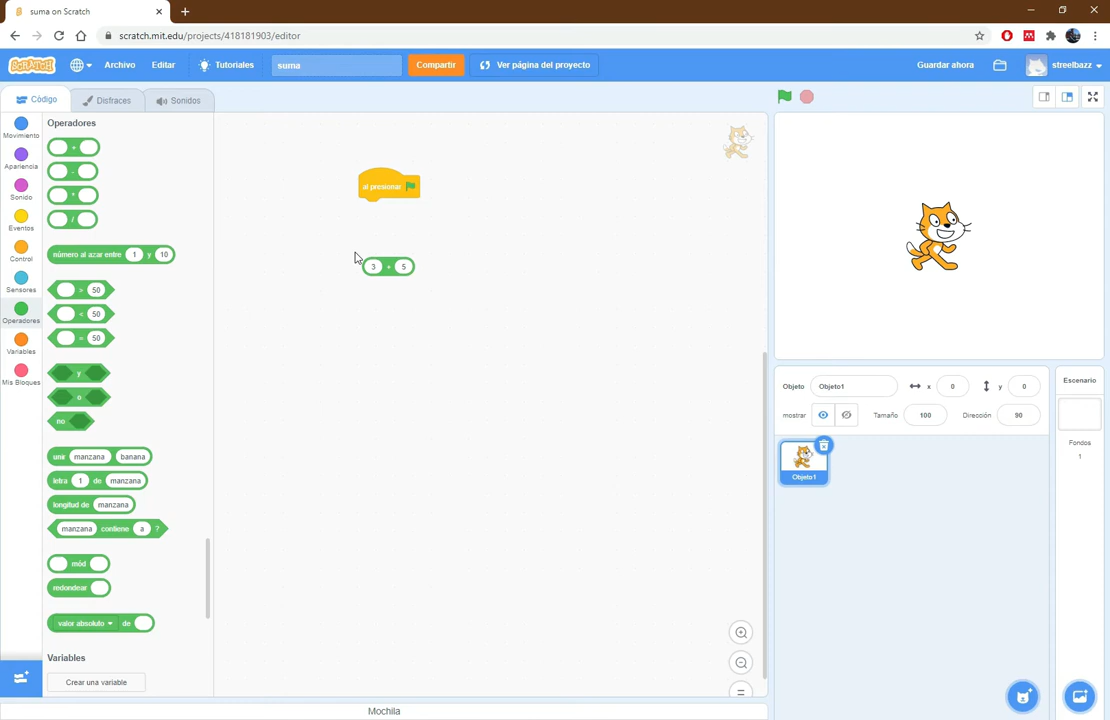 suma on Scratch
scratch.mit.edu/projects/418181903/editor
SCRATCH
Archivo
Editar
Tutoriales
suma
Compartir
Ver página del proyecto
Guardar ahora
streelbazz
Código
Disfraces
Sonidos
Movimiento
Apariencia
Sonido
Eventos
Control
Sensores
Operadores
Variables
Mis Bloques
Operadores
+
-
*
/
número al azar entre 1 y 10
> 50
< 50
= 50
y
o
no
unir manzana banana
letra 1 de manzana
longitud de manzana
manzana contiene a ?
mód
redondear
valor absoluto de
Variables
Crear una variable
al presionar
3 + 5
Objeto Objeto1 x 0 y 0
mostrar Tamaño 100 Dirección 90
Objeto1
Escenario
Fondos
1
Mochila